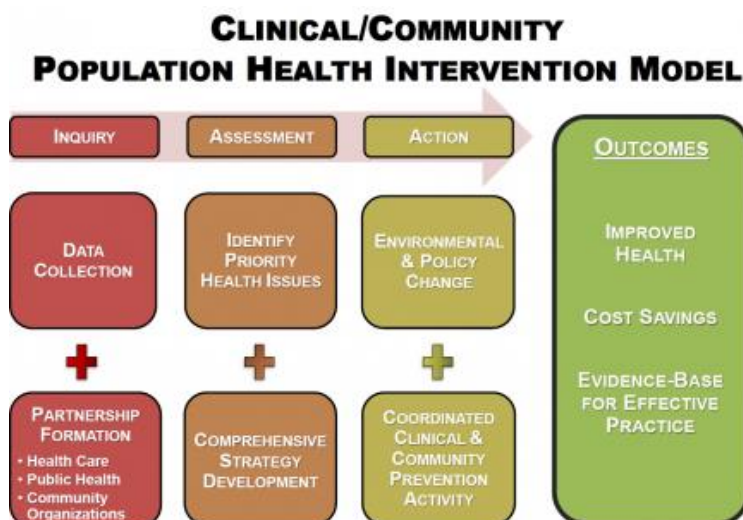 CLINICAL/COMMUNITY
POPULATION HEALTH INTERVENTION MODEL
INQUIRY
ASSESSMENT
ACTION
OUTCOMES
DATA
COLLECTION
IDENTIFY
PRIORITY
HEALTH ISSUES
ENVIRONMENTAL
& POLICY
CHANGE
PARTNERSHIP
FORMATION
• Health Care
• Public Health
• Community
Organizations
COMPREHENSIVE
STRATEGY
DEVELOPMENT
COORDINATED
CLINICAL &
COMMUNITY
PREVENTION
ACTIVITY
IMPROVED
HEALTH
COST SAVINGS
EVIDENCE-BASE
FOR EFFECTIVE
PRACTICE